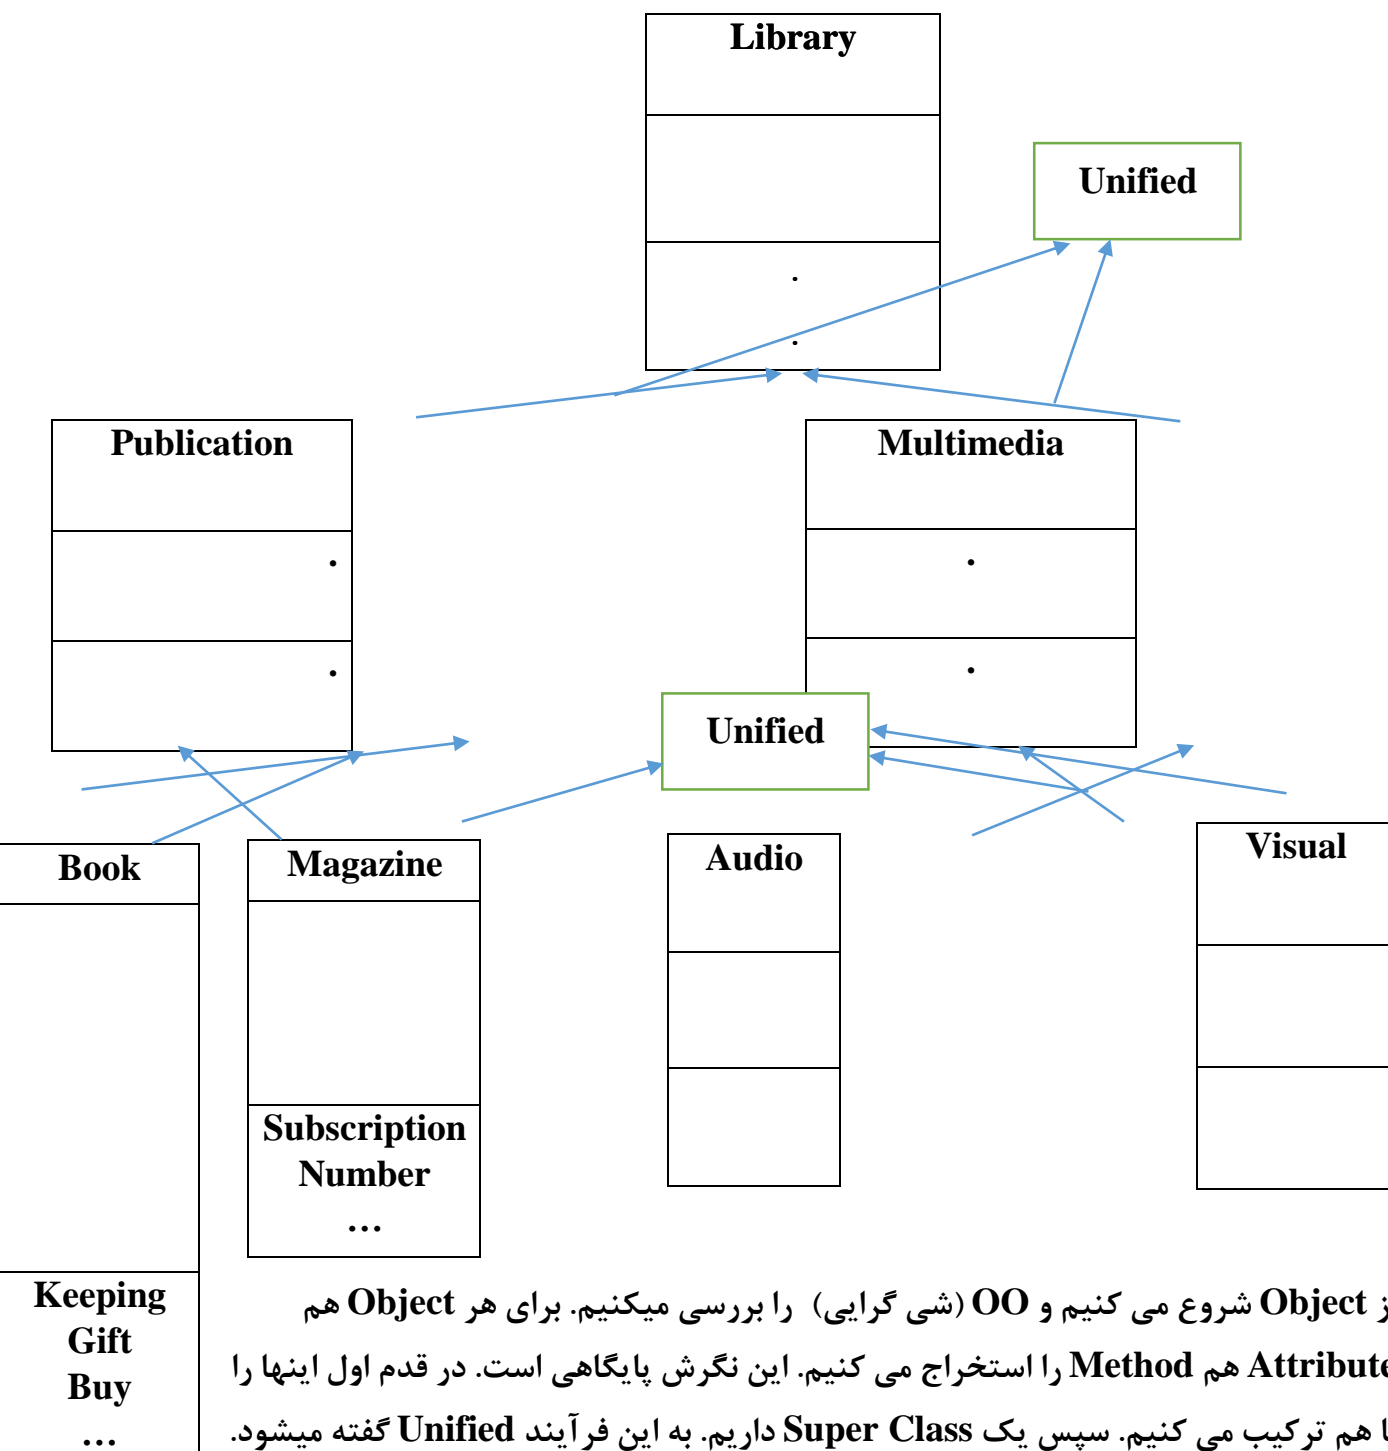 Library
Unified
Publication
Multimedia
.
.
.
.
.
.
Unified
Book
Magazine
Audio
Visual
Subscription
Number
…
Keeping
Gift
Buy
…
ز Object شروع می کنیم و OO (شی گرایی) را بررسی میکنیم. برای هر Object هم
Attribute هم Method را استخراج می کنیم. این نگرش پایگاهی است. در قدم اول اینها را
ا هم ترکیب می کنیم. سپس یک Super Class داریم. به این فرآیند Unified گفته میشود.